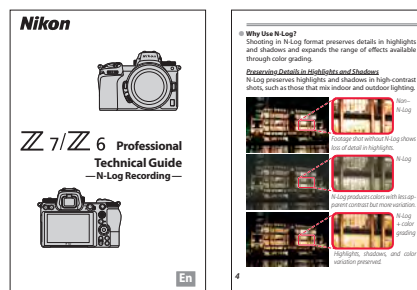 Nikon
Z 7/Z 6 Professional
Technical Guide
—N-Log Recording—
En
Why Use N-Log?
Shooting in N-Log format preserves details in highlights
and shadows and expands the range of effects available
through color grading.
Preserving Details in Highlights and Shadows
N-Log preserves highlights and shadows in high-contrast
shots, such as those that mix indoor and outdoor lighting.
Non–
N-Log
Footage shot without N-Log shows
loss of detail in highlights.
N-Log
N-Log produces colors with less ap-
parent contrast but more variation.
N-Log
+ color
grading
Highlights, shadows, and color
variation preserved.
4